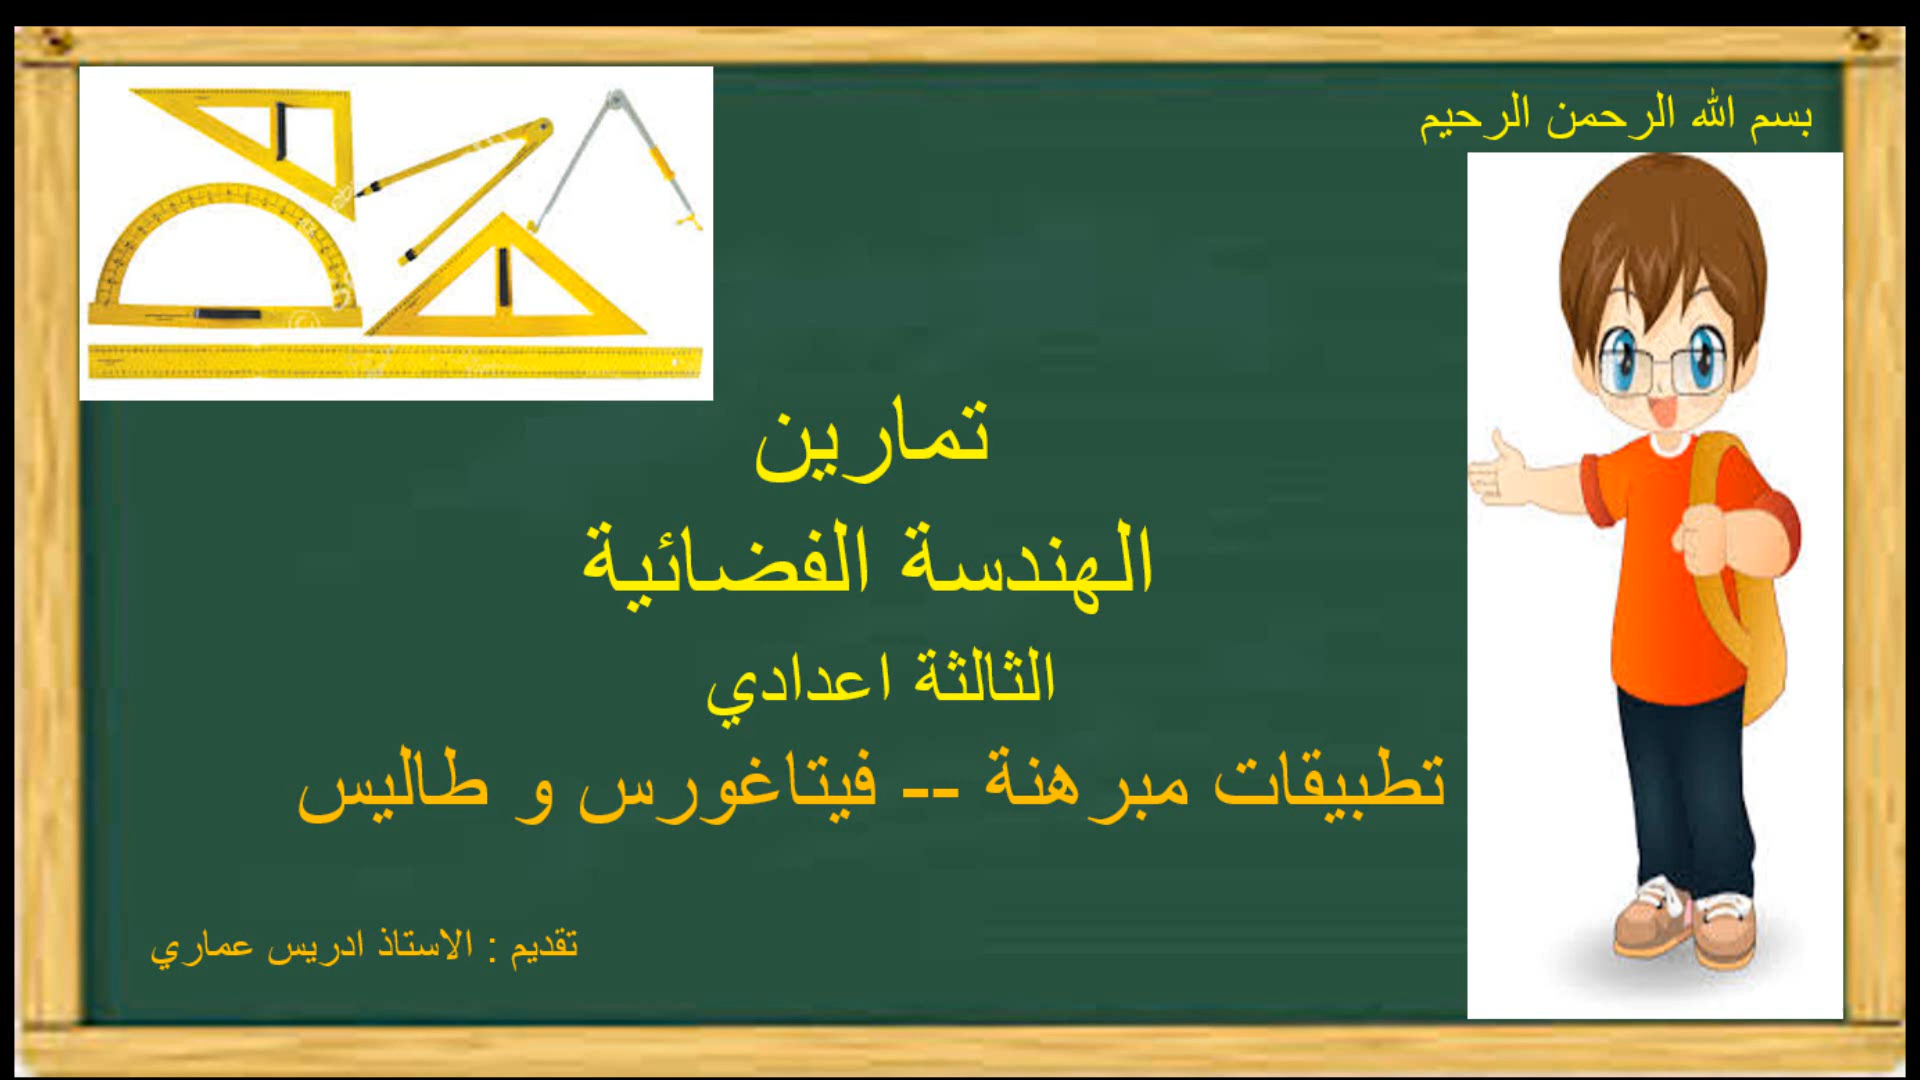 بسم الله الرحمن الرحيم
تمارين
الهندسة الفضائية
الثالثة اعدادي
تطبيقات مبرهنة -- فيتاغورس و طاليس
تقديم : الاستاذ ادريس عماري